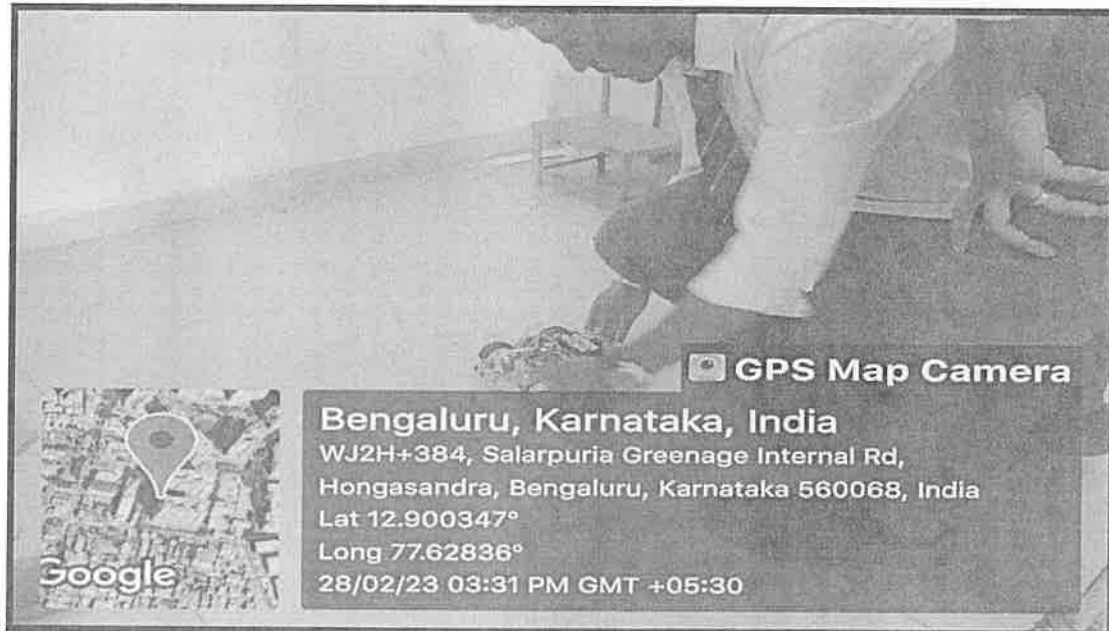 GPS Map Camera
Bengaluru, Karnataka, India
WJ2H+384, Salarpuria Greenage Internal Rd,
Hongasandra, Bengaluru, Karnataka 560068, India
Lat 12.900347°
Long 77.62836°
28/02/23 03:31 PM GMT +05:30
Google